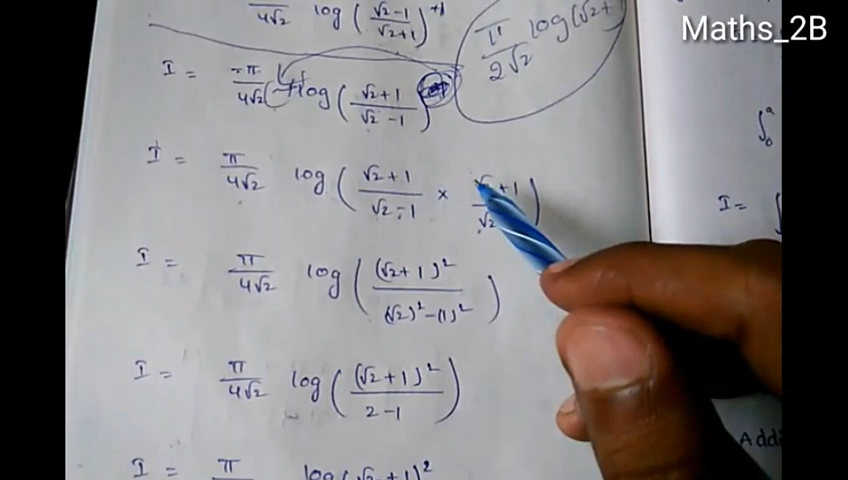 Maths_2B
π/4√2 log (√2-1/√2+1)⁺¹
π/2√2 log(√2+1
I = -π/4√2 log (√2+1/√2-1)
I = π/4√2 log (√2+1/√2-1 × √2+1/√2
I = π/4√2 log ((√2+1)²/(√2)²-(1)²)
I = π/4√2 log ((√2+1)²/2-1)
I = π log(√2+1)²
∫₀ᵃ
I = ∫
Addi